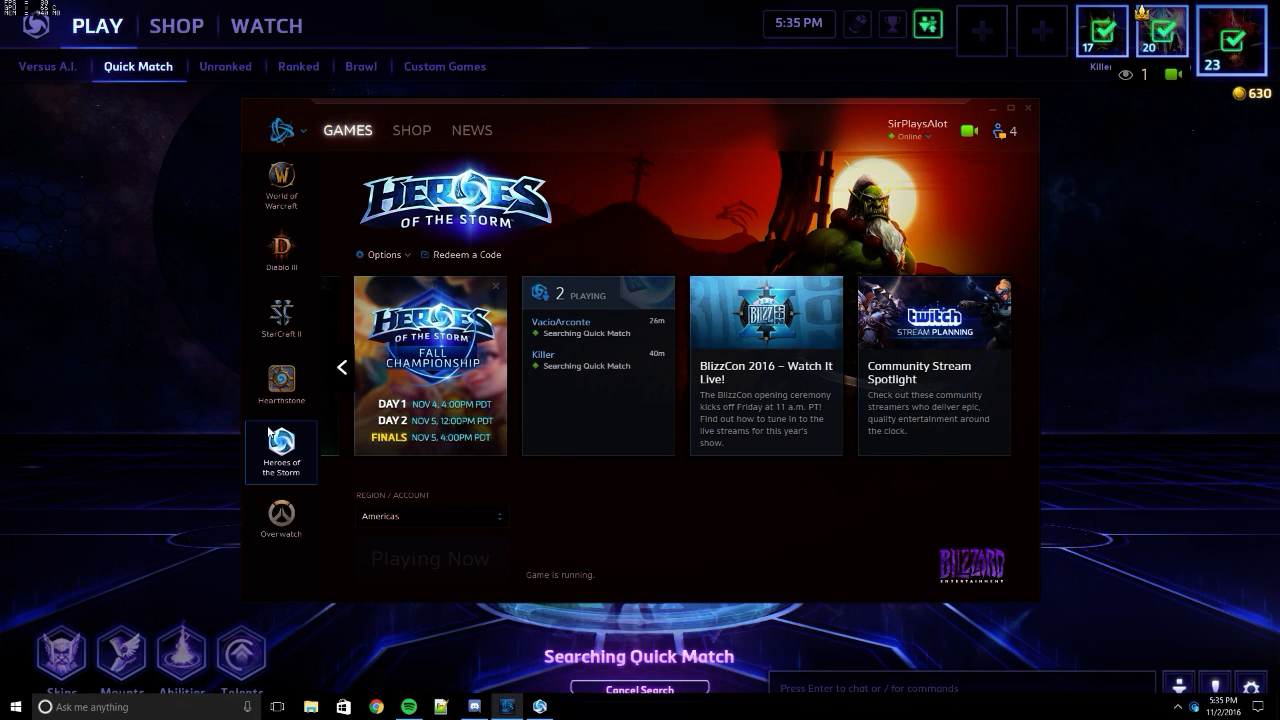 PLAY SHOP WATCH
5:35 PM
17
20
23
Versus A.I. Quick Match Unranked Ranked Brawl Custom Games
Killer
1
630
GAMES SHOP NEWS
SirPlaysAlot
Online
4
World of
Warcraft
Diablo III
StarCraft II
Hearthstone
Heroes of
the Storm
Overwatch
HEROES
OF THE STORM
Options Redeem a Code
HEROES
OF THE STORM
FALL
CHAMPIONSHIP
DAY 1 NOV 4, 4:00PM PDT
DAY 2 NOV 5, 12:00PM PDT
FINALS NOV 5, 4:00PM PDT
2 PLAYING
VacioArconte 26m
Searching Quick Match
Killer 40m
Searching Quick Match
BLIZZCON
BlizzCon 2016 – Watch It
Live!
The BlizzCon opening ceremony
kicks off Friday at 11 a.m. PT!
Find out how to tune in to the
live streams for this year's
show.
twitch
STREAM PLANNING
Community Stream
Spotlight
Check out these community
streamers who deliver epic,
quality entertainment around
the clock.
REGION / ACCOUNT
Americas
Playing Now
Game is running.
BLIZZARD
ENTERTAINMENT
Skins Mounts Abilities Talents
Searching Quick Match
Cancel Search
Press Enter to chat or / for commands
Ask me anything
5:35 PM
11/2/2016